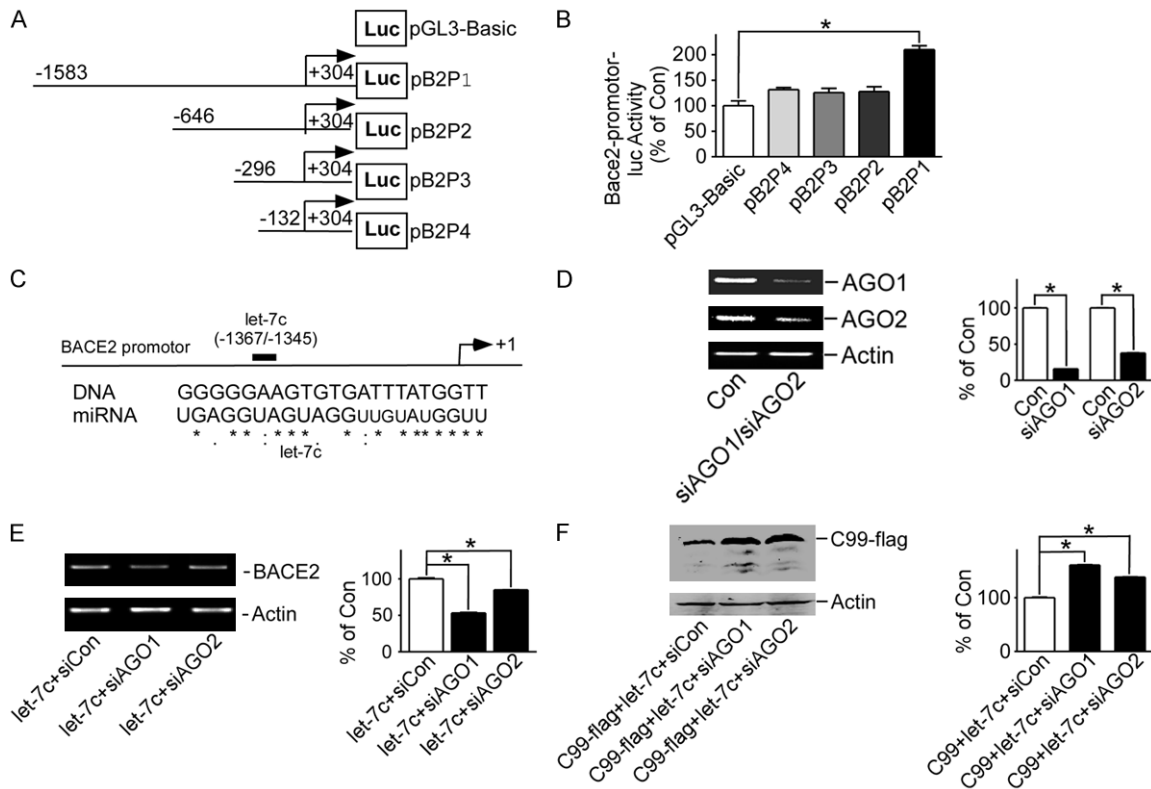 A
Luc pGL3-Basic
-1583 +304 Luc pB2P1
-646 +304 Luc pB2P2
-296 +304 Luc pB2P3
-132 +304 Luc pB2P4
B
Bace2-promotor-
luc Activity
(% of Con)
200
150
100
50
0
*
pGL3-Basic
pB2P4
pB2P3
pB2P2
pB2P1
C
let-7c
(-1367/-1345)
BACE2 promotor
+1
DNA GGGGGAAGTGTGATTTATGGTT
miRNA UGAGGUAGUAGGUUGUAUGGUU
let-7c
D
AGO1
AGO2
Actin
Con
siAGO1/siAGO2
% of Con
100
50
0
*
*
Con
siAGO1
Con
siAGO2
E
-BACE2
-Actin
let-7c+siCon
let-7c+siAGO1
let-7c+siAGO2
% of Con
100
50
0
*
*
let-7c+siCon
let-7c+siAGO1
let-7c+siAGO2
F
C99-flag
Actin
C99-flag+let-7c+siCon
C99-flag+let-7c+siAGO1
C99-flag+let-7c+siAGO2
% of Con
100
0
*
*
C99+let-7c+siCon
C99+let-7c+siAGO1
C99+let-7c+siAGO2